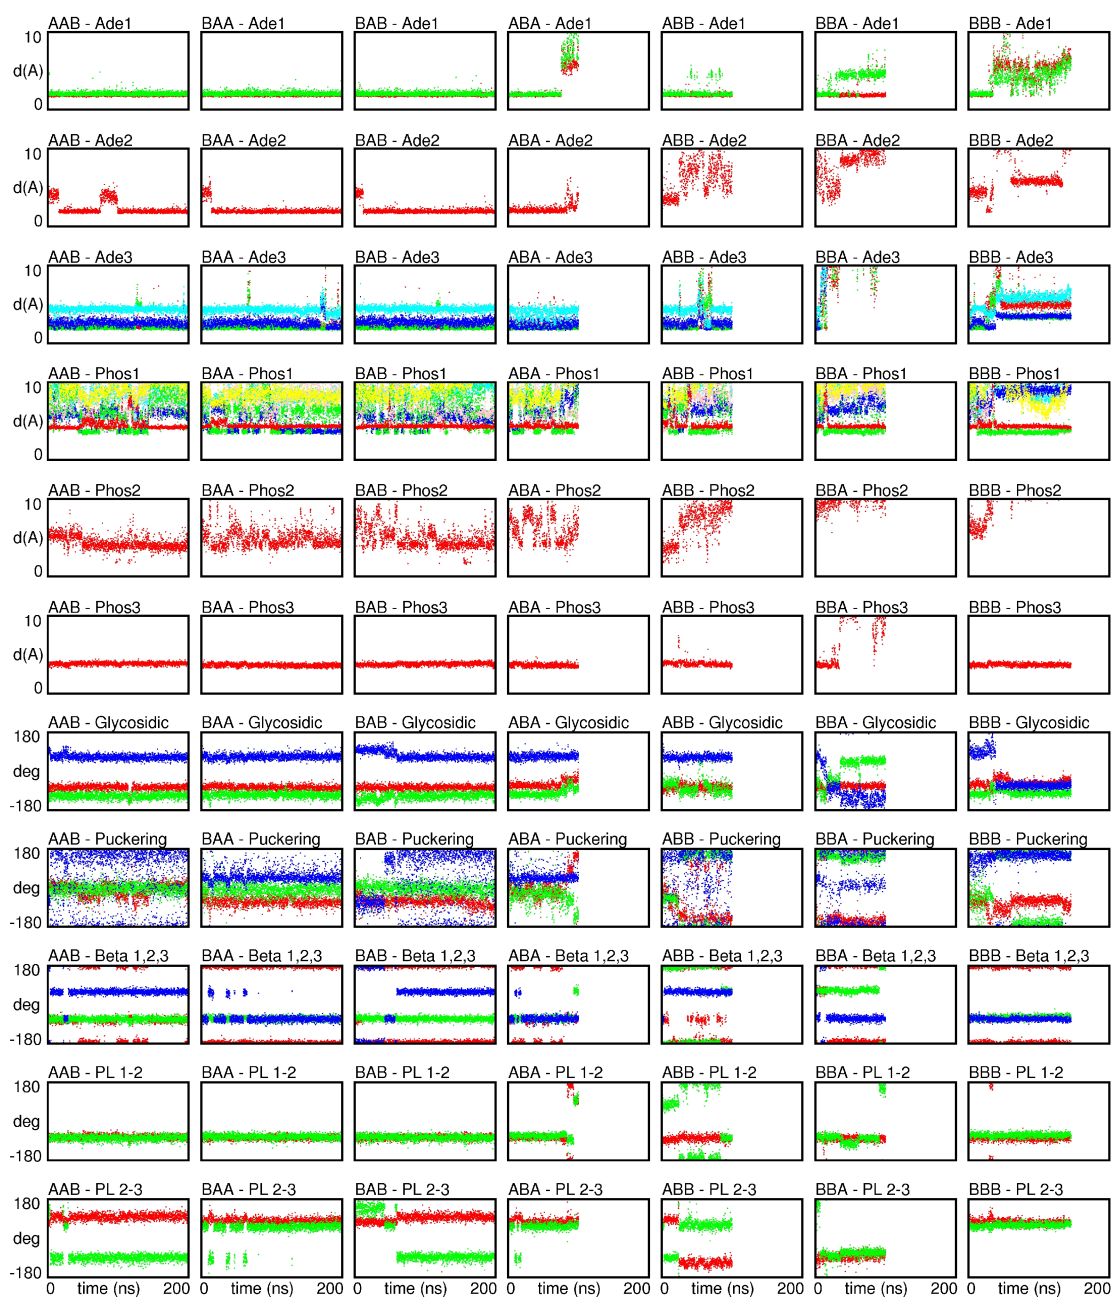 AAB - Ade1 BAA - Ade1 BAB - Ade1 ABA - Ade1 ABB - Ade1 BBA - Ade1 BBB - Ade1
10
d(A)
0
AAB - Ade2 BAA - Ade2 BAB - Ade2 ABA - Ade2 ABB - Ade2 BBA - Ade2 BBB - Ade2
10
d(A)
0
AAB - Ade3 BAA - Ade3 BAB - Ade3 ABA - Ade3 ABB - Ade3 BBA - Ade3 BBB - Ade3
10
d(A)
0
AAB - Phos1 BAA - Phos1 BAB - Phos1 ABA - Phos1 ABB - Phos1 BBA - Phos1 BBB - Phos1
10
d(A)
0
AAB - Phos2 BAA - Phos2 BAB - Phos2 ABA - Phos2 ABB - Phos2 BBA - Phos2 BBB - Phos2
10
d(A)
0
AAB - Phos3 BAA - Phos3 BAB - Phos3 ABA - Phos3 ABB - Phos3 BBA - Phos3 BBB - Phos3
10
d(A)
0
AAB - Glycosidic BAA - Glycosidic BAB - Glycosidic ABA - Glycosidic ABB - Glycosidic BBA - Glycosidic BBB - Glycosidic
180
deg
-180
AAB - Puckering BAA - Puckering BAB - Puckering ABA - Puckering ABB - Puckering BBA - Puckering BBB - Puckering
180
deg
-180
AAB - Beta 1,2,3 BAA - Beta 1,2,3 BAB - Beta 1,2,3 ABA - Beta 1,2,3 ABB - Beta 1,2,3 BBA - Beta 1,2,3 BBB - Beta 1,2,3
180
deg
-180
AAB - PL 1-2 BAA - PL 1-2 BAB - PL 1-2 ABA - PL 1-2 ABB - PL 1-2 BBA - PL 1-2 BBB - PL 1-2
180
deg
-180
AAB - PL 2-3 BAA - PL 2-3 BAB - PL 2-3 ABA - PL 2-3 ABB - PL 2-3 BBA - PL 2-3 BBB - PL 2-3
180
deg
-180
0 time (ns) 200 0 time (ns) 200 0 time (ns) 200 0 time (ns) 200 0 time (ns) 200 0 time (ns) 200 0 time (ns) 200